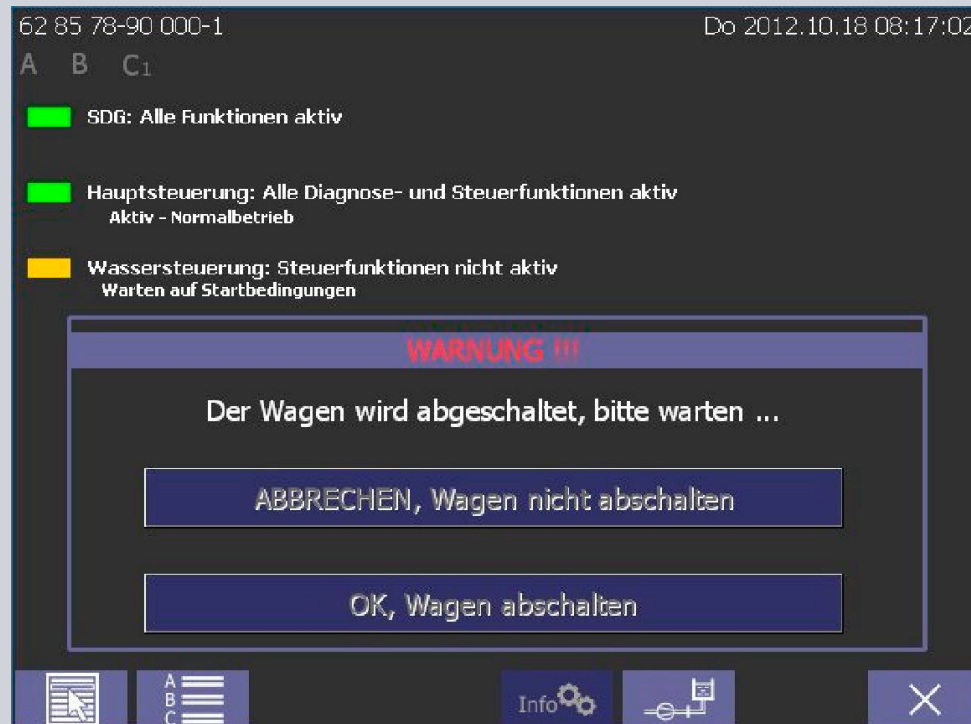 62 85 78-90 000-1
Do 2012.10.18 08:17:02
A B C1
SDG: Alle Funktionen aktiv
Hauptsteuerung: Alle Diagnose- und Steuerfunktionen aktiv
Aktiv - Normalbetrieb
Wassersteuerung: Steuerfunktionen nicht aktiv
Warten auf Startbedingungen
WARNUNG !!!
Der Wagen wird abgeschaltet, bitte warten ...
ABBRECHEN, Wagen nicht abschalten
OK, Wagen abschalten
A
B
C
Info